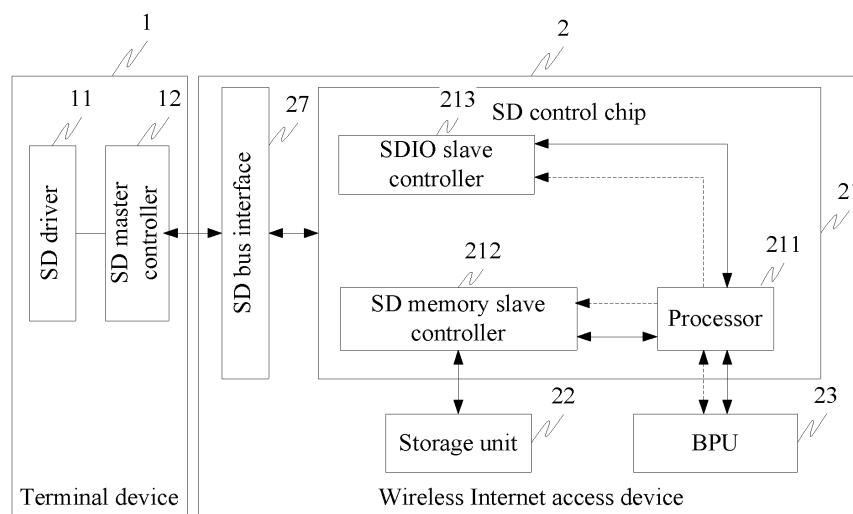 1
2
11
12
27
213
SD control chip
SDIO slave
controller
21
SD driver
SD master
controller
SD bus interface
212
211
SD memory slave
controller
Processor
22
23
Storage unit
BPU
Terminal device
Wireless Internet access device